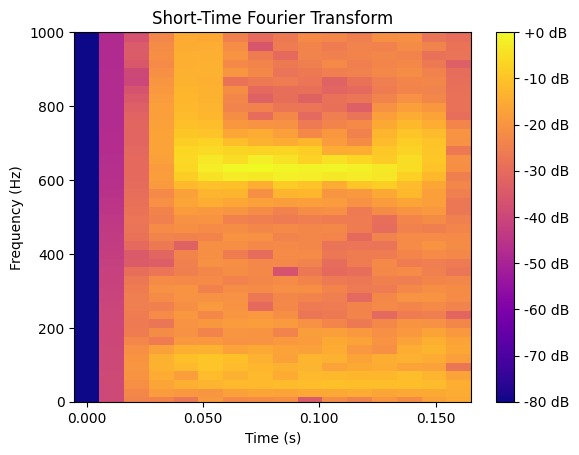 Short-Time Fourier Transform
Frequency (Hz)
1000
800
600
400
200
0
0.000
0.050
0.100
0.150
Time (s)
+0 dB
-10 dB
-20 dB
-30 dB
-40 dB
-50 dB
-60 dB
-70 dB
-80 dB